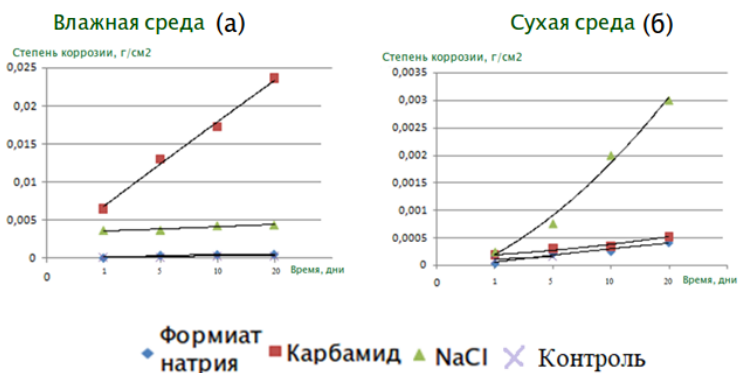 Влажная среда (а)
Степень коррозии, г/см2
0,025
0,02
0,015
0,01
0,005
0
0
1 5 10 20 Время, дни
Сухая среда (б)
Степень коррозии, г/см2
0,0035
0,003
0,0025
0,002
0,0015
0,001
0,0005
0
0
1 5 10 20 Время, дни
Формиат
натрия
Карбамид
NaCl
Контроль